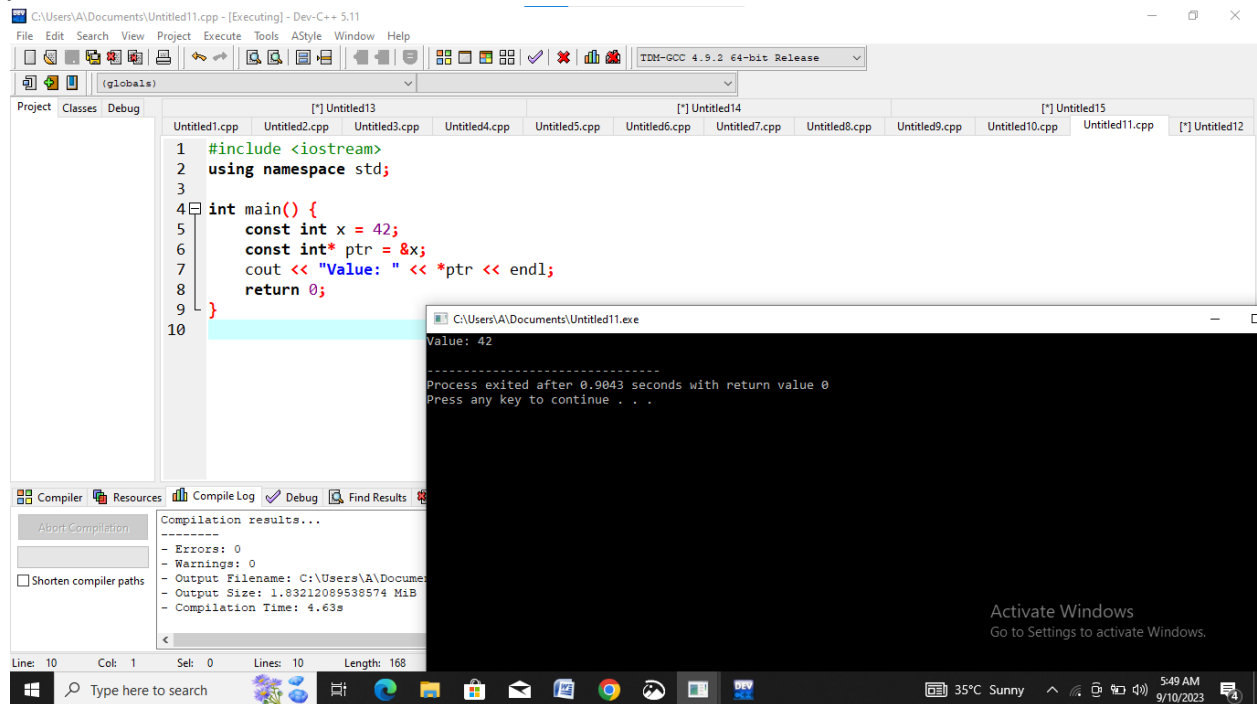 C:\Users\A\Documents\Untitled11.cpp - [Executing] - Dev-C++ 5.11
File Edit Search View Project Execute Tools AStyle Window Help
TDM-GCC 4.9.2 64-bit Release
(globals)
Project Classes Debug
[*] Untitled13 [*] Untitled14 [*] Untitled15
Untitled1.cpp Untitled2.cpp Untitled3.cpp Untitled4.cpp Untitled5.cpp Untitled6.cpp Untitled7.cpp Untitled8.cpp Untitled9.cpp Untitled10.cpp Untitled11.cpp [*] Untitled12
1 #include <iostream>
2 using namespace std;
3
4 int main() {
5 const int x = 42;
6 const int* ptr = &x;
7 cout << "Value: " << *ptr << endl;
8 return 0;
9 }
10
C:\Users\A\Documents\Untitled11.exe
Value: 42
--------------------------------
Process exited after 0.9043 seconds with return value 0
Press any key to continue . . .
Compiler Resources Compile Log Debug Find Results
Abort Compilation
Shorten compiler paths
Compilation results...
--------
- Errors: 0
- Warnings: 0
- Output Filename: C:\Users\A\Docume
- Output Size: 1.83212089538574 MiB
- Compilation Time: 4.63s
Activate Windows
Go to Settings to activate Windows.
Line: 10 Col: 1 Sel: 0 Lines: 10 Length: 168
Type here to search
DEV
35°C Sunny
5:49 AM
9/10/2023
4